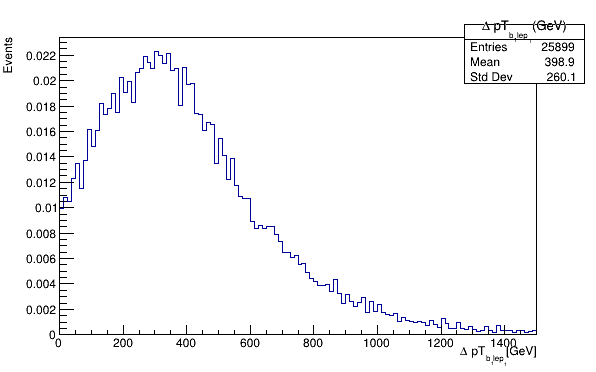 Δ pT_{b_1lep_1} (GeV)
Entries 25899
Mean 398.9
Std Dev 260.1
Events
0.022
0.02
0.018
0.016
0.014
0.012
0.01
0.008
0.006
0.004
0.002
0
0 200 400 600 800 1000 1200 1400
Δ pT_{b_1lep_1}[GeV]